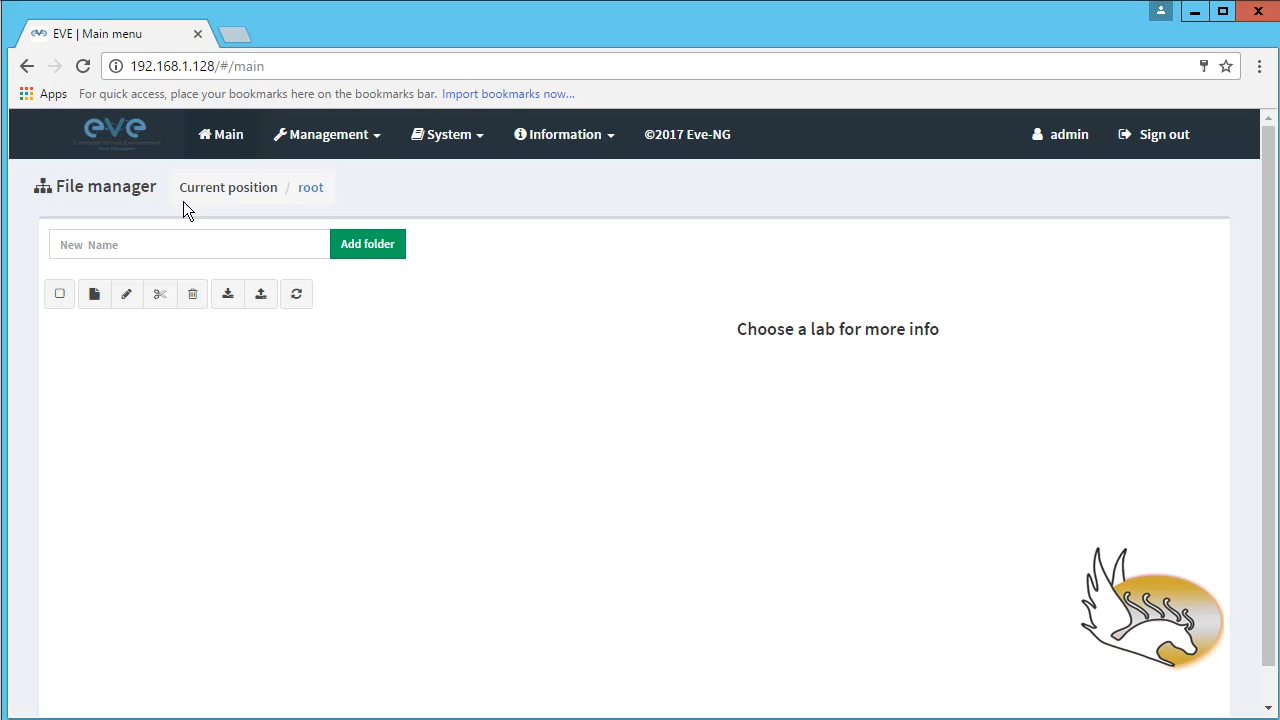 EVE | Main menu
192.168.1.128/#/main
Apps For quick access, place your bookmarks here on the bookmarks bar. Import bookmarks now...
eve Main Management System Information ©2017 Eve-NG admin Sign out
File manager Current position / root
New Name Add folder
Choose a lab for more info